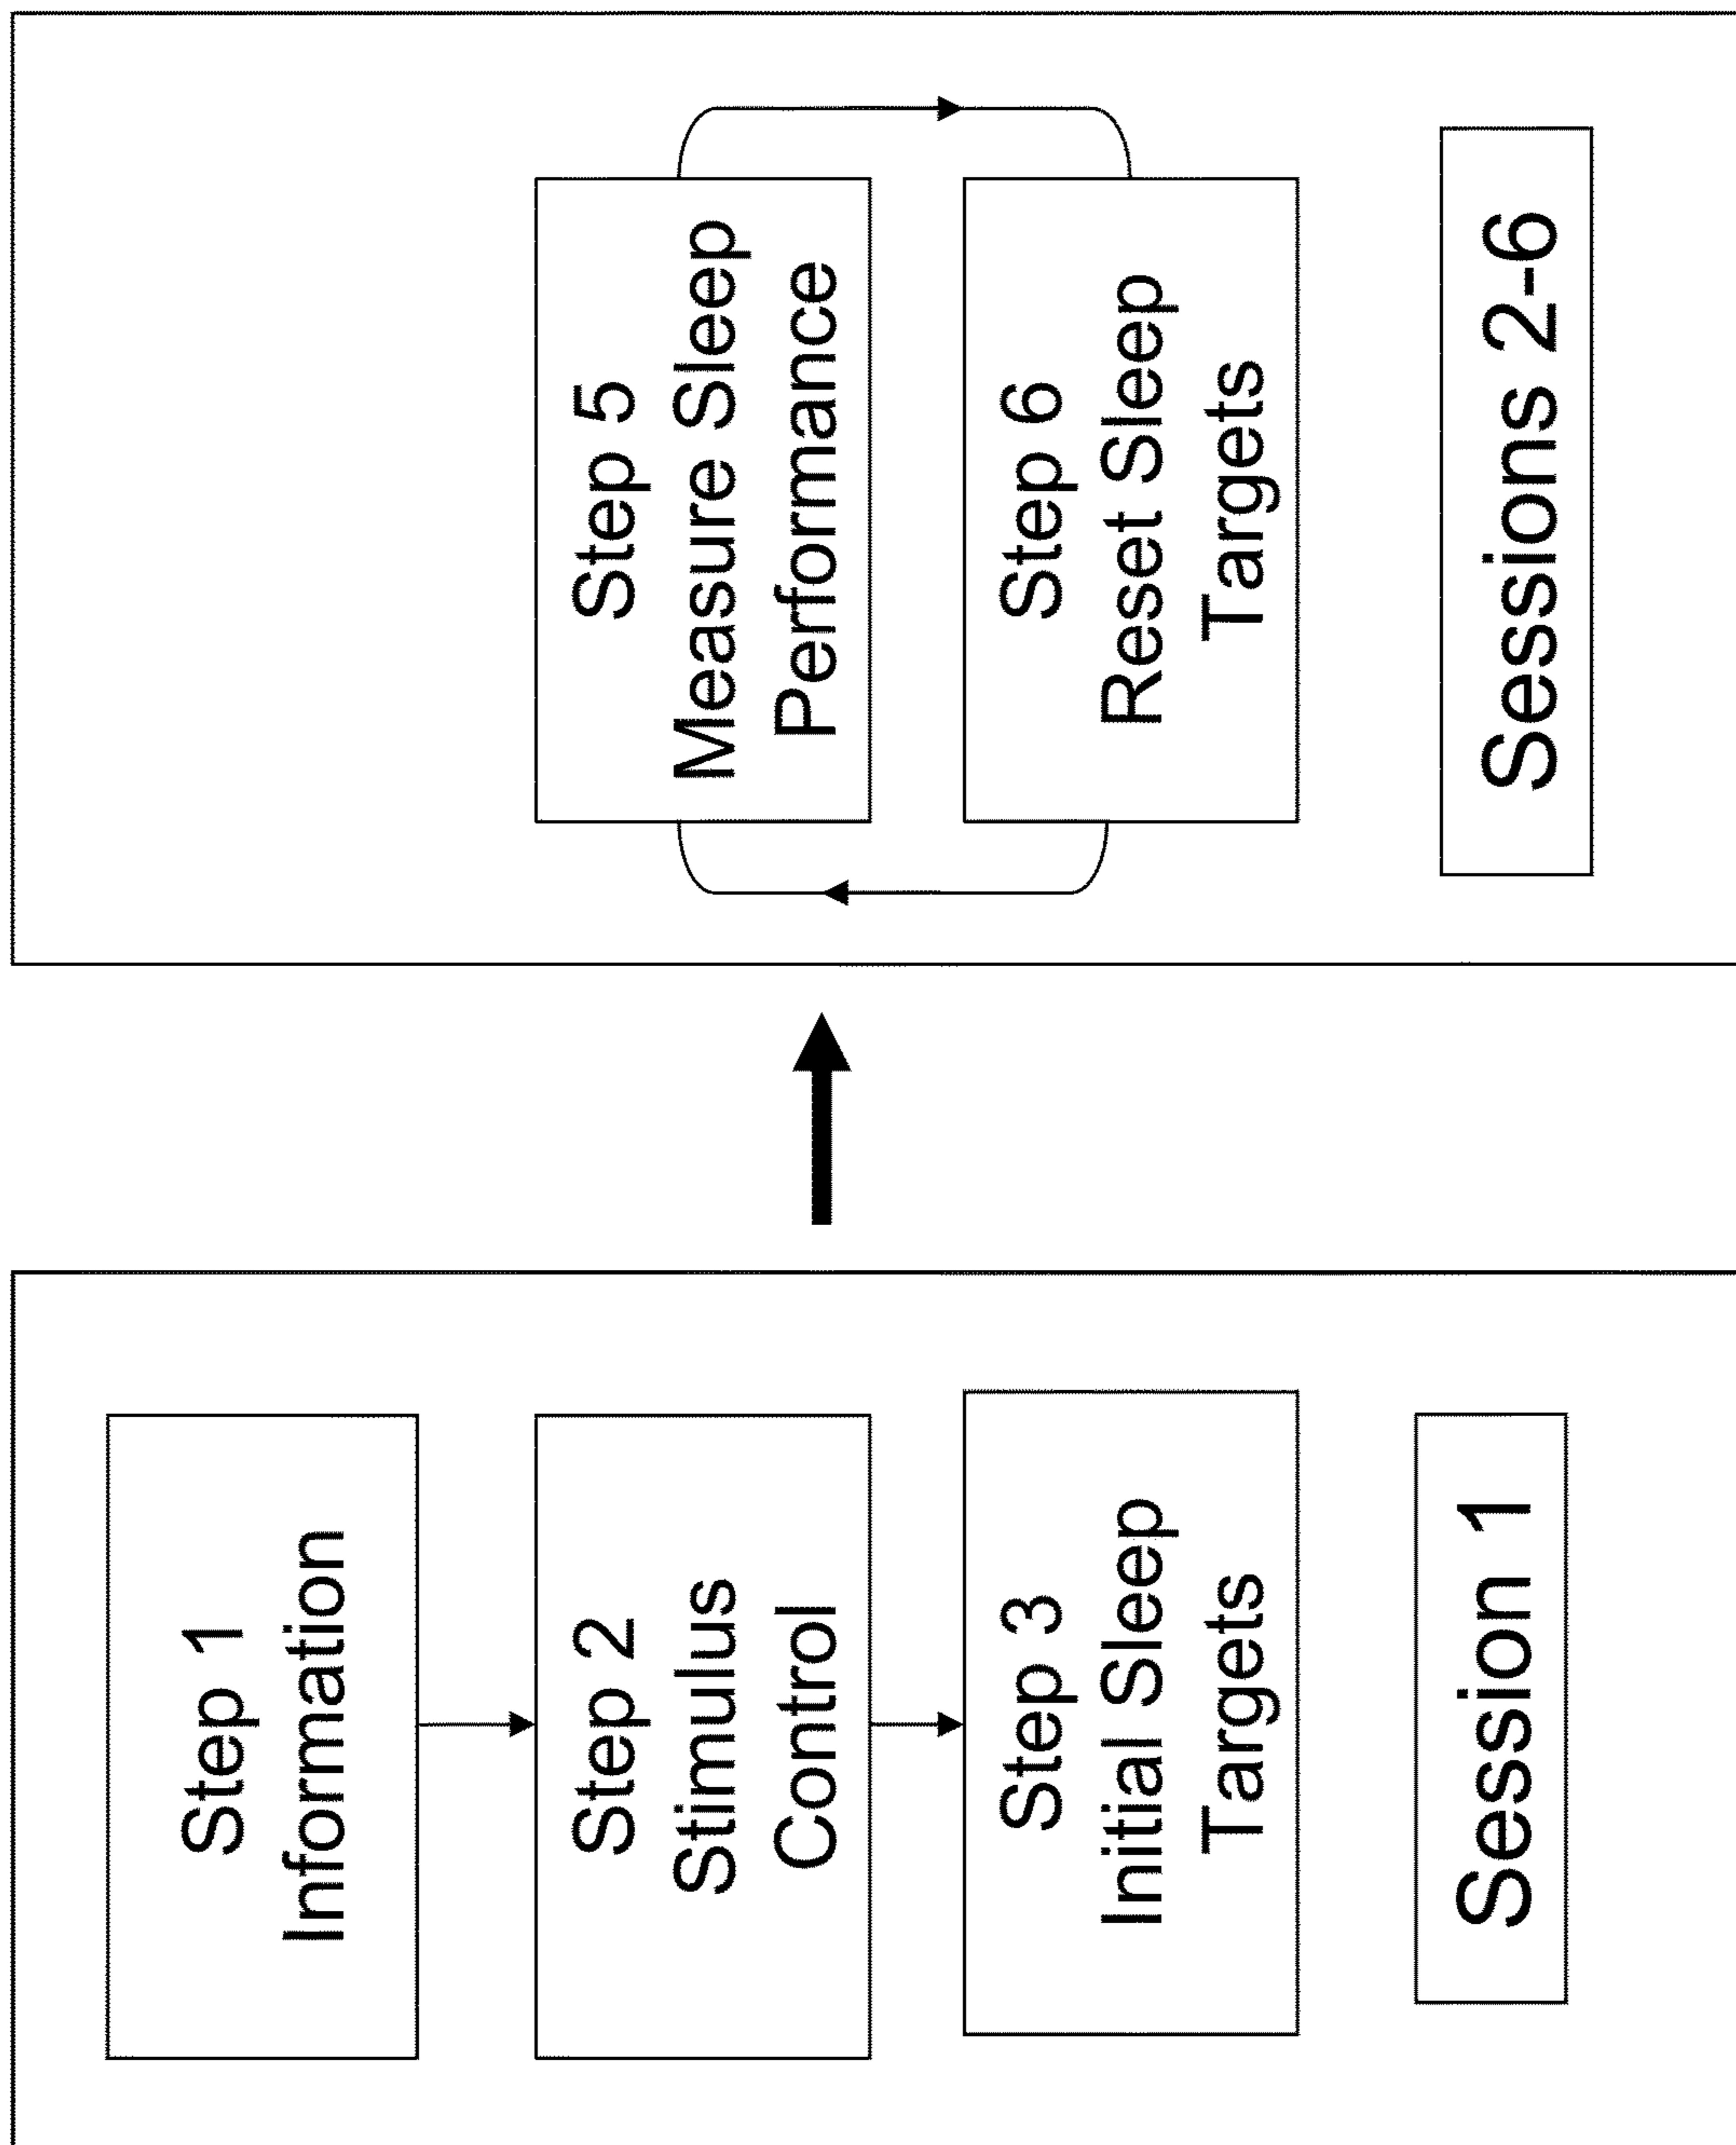 Step 1
Information
Step 2
Stimulus
Control
Step 3
Initial Sleep
Targets
Session 1
Step 5
Measure Sleep
Performance
Step 6
Reset Sleep
Targets
Sessions 2-6